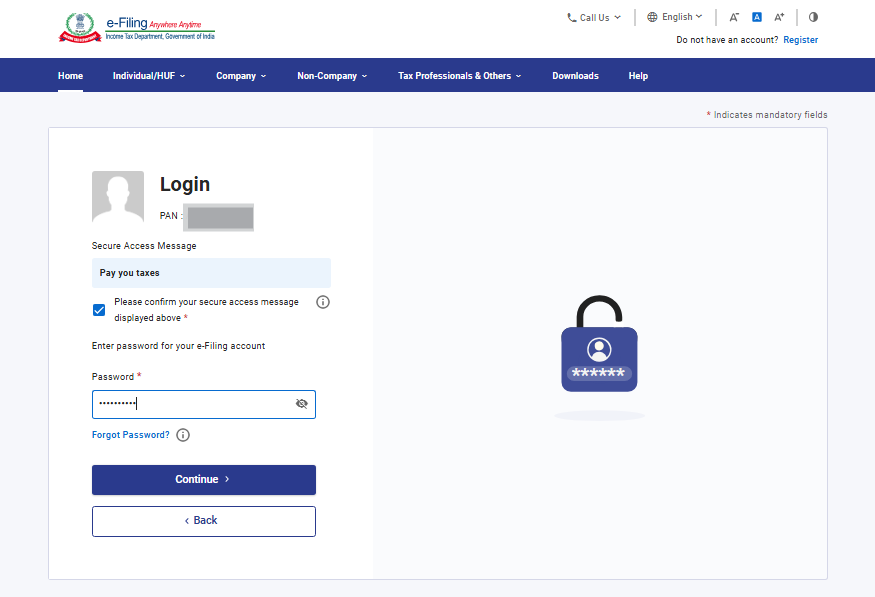 e-Filing Anywhere Anytime
Income Tax Department, Government of India
Call Us
English
A-
A
A+
Do not have an account? Register
Home
Individual/HUF
Company
Non-Company
Tax Professionals & Others
Downloads
Help
* Indicates mandatory fields
Login
PAN :
Secure Access Message
Pay you taxes
Please confirm your secure access message
displayed above *
Enter password for your e-Filing account
Password *
••••••••••
Forgot Password?
Continue >
< Back
******